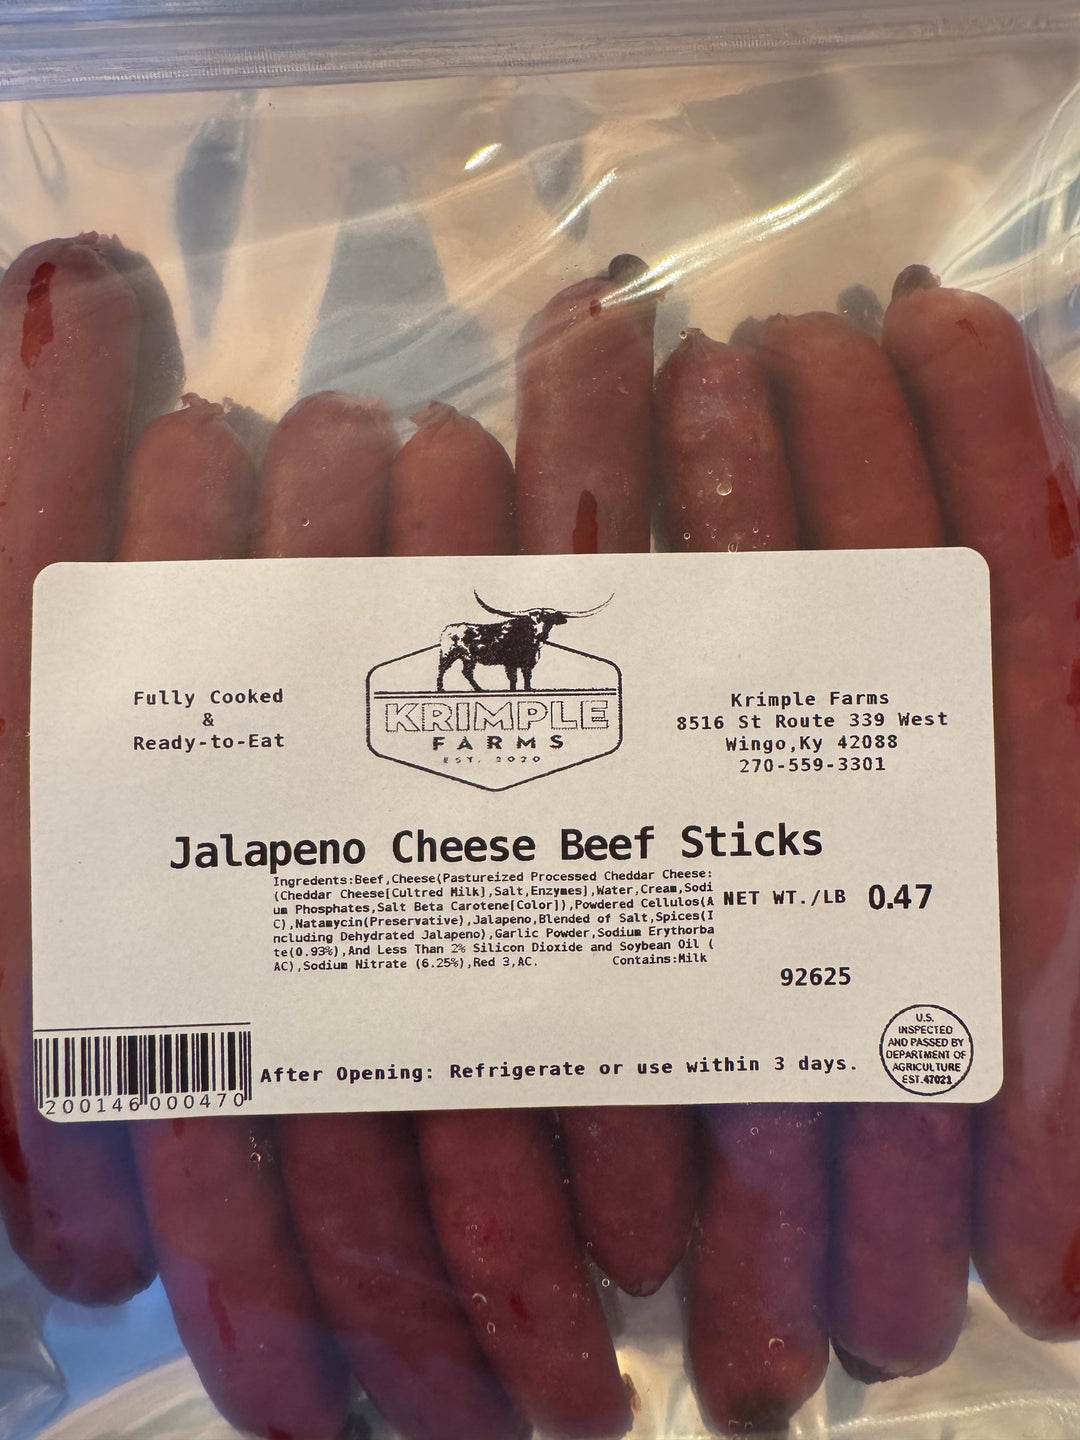 Fully Cooked
&
Ready-to-Eat
KRIMPLE
FARMS
EST. 2020
Krimple Farms
8516 St Route 339 West
Wingo,Ky 42088
270-559-3301
Jalapeno Cheese Beef Sticks
Ingredents:Beef,Cheese(Pastureized Processed Cheddar Cheese:
(Cheddar Cheese[Cultred Milk],Salt,Enzymes],Water,Cream,Sodi
um Phosphates,Salt Beta Carotene[Color]),Powdered Cellulos(A
C),Natamycin(Preservative),Jalapeno,Blended of Salt,Spices(I
ncluding Dehydrated Jalapeno),Garlic Powder,Sodium Erythorba
te(0.93%),And Less Than 2% Silicon Dioxide and Soybean Oil (
AC),Sodium Nitrate (6.25%),Red 3,AC. Contains:Milk
NET WT./LB 0.47
92625
200146 000470
After Opening: Refrigerate or use within 3 days.
U.S.
INSPECTED
AND PASSED BY
DEPARTMENT OF
AGRICULTURE
EST.47021